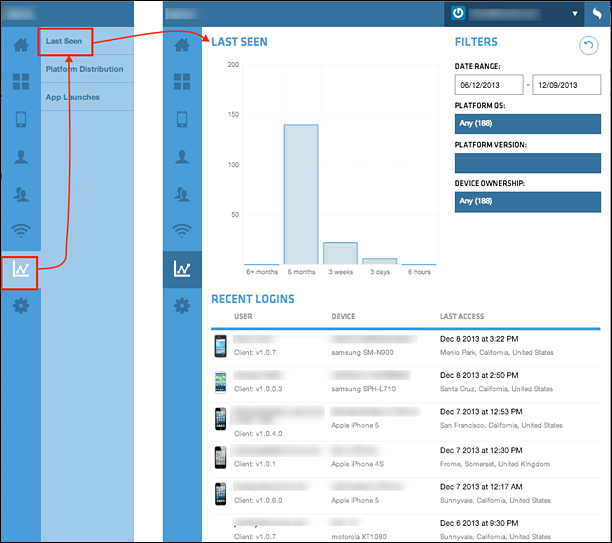 Last Seen
Platform Distribution
App Launches
LAST SEEN
200
150
100
50
6+ months 6 months 3 weeks 3 days 6 hours
FILTERS
DATE RANGE:
06/12/2013 - 12/09/2013
PLATFORM OS:
Any (188)
PLATFORM VERSION:
DEVICE OWNERSHIP:
Any (188)
RECENT LOGINS
USER DEVICE LAST ACCESS
Dec 8 2013 at 3:22 PM
Client: v1.0.7 samsung SM-N900 Menlo Park, California, United States
Dec 8 2013 at 2:50 PM
Client: v1.0.0.3 samsung SPH-L710 Santa Cruz, California, United States
Dec 7 2013 at 12:53 PM
Apple iPhone 5 San Francisco, California, United States
Client: v1.0.4.0
Dec 7 2013 at 12:30 PM
Client: v1.0.1 Apple iPhone 4S Frome, Somerset, United Kingdom
Dec 7 2013 at 12:17 AM
Client: v1.0.6.0 Apple iPhone 5 Sunnyvale, California, United States
Dec 6 2013 at 9:30 PM
Client: v1.0.7 motorola XT1080 Sunnyvale, California, United States